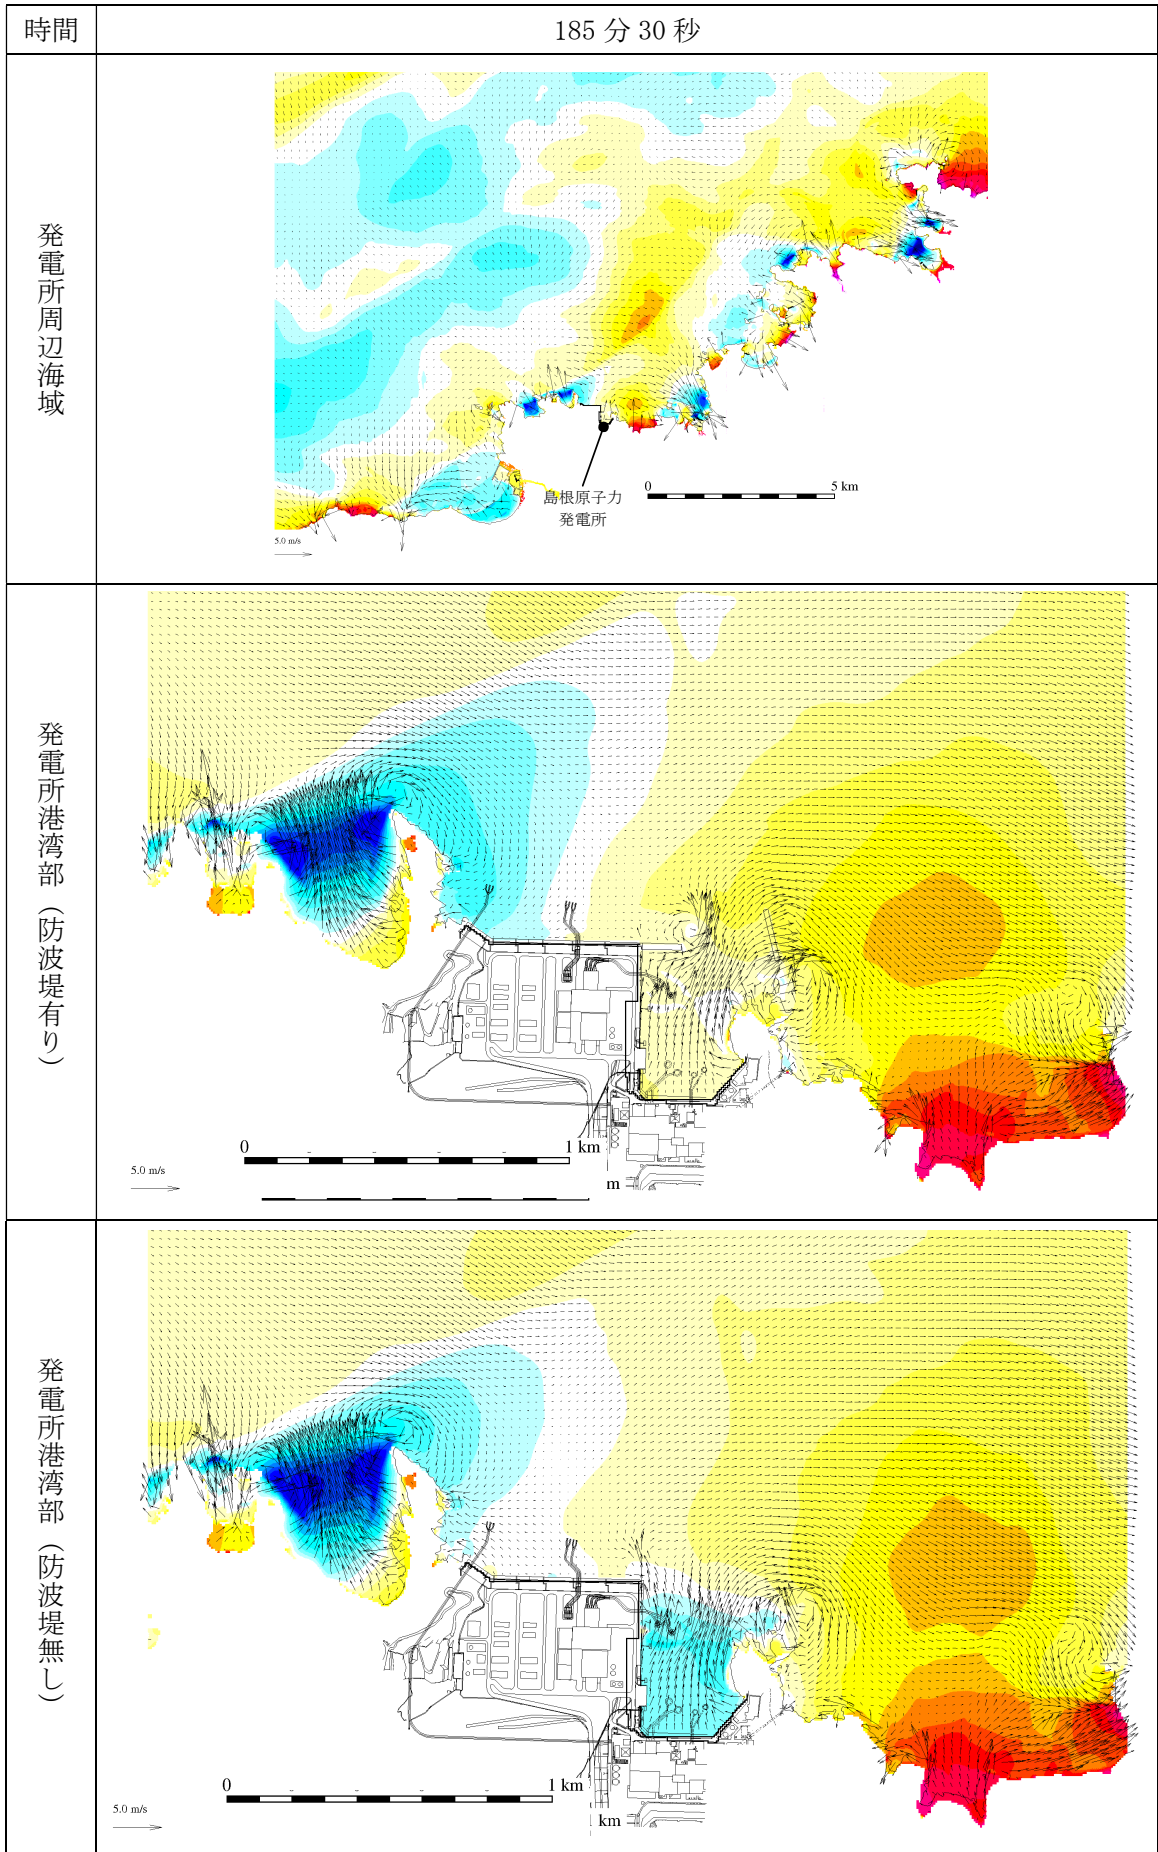 時間
185 分 30 秒
発電所周辺海域
島根原子力
発電所
0
5 km
5.0 m/s
発電所港湾部（防波堤有り）
0
1 km
5.0 m/s
m
発電所港湾部（防波堤無し）
0
1 km
5.0 m/s
km